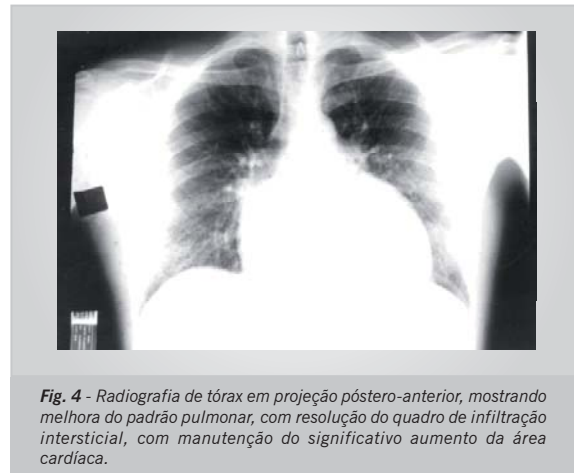 Fig. 4 - Radiografia de tórax em projeção póstero-anterior, mostrando
melhora do padrão pulmonar, com resolução do quadro de infiltração
intersticial, com manutenção do significativo aumento da área
cardíaca.